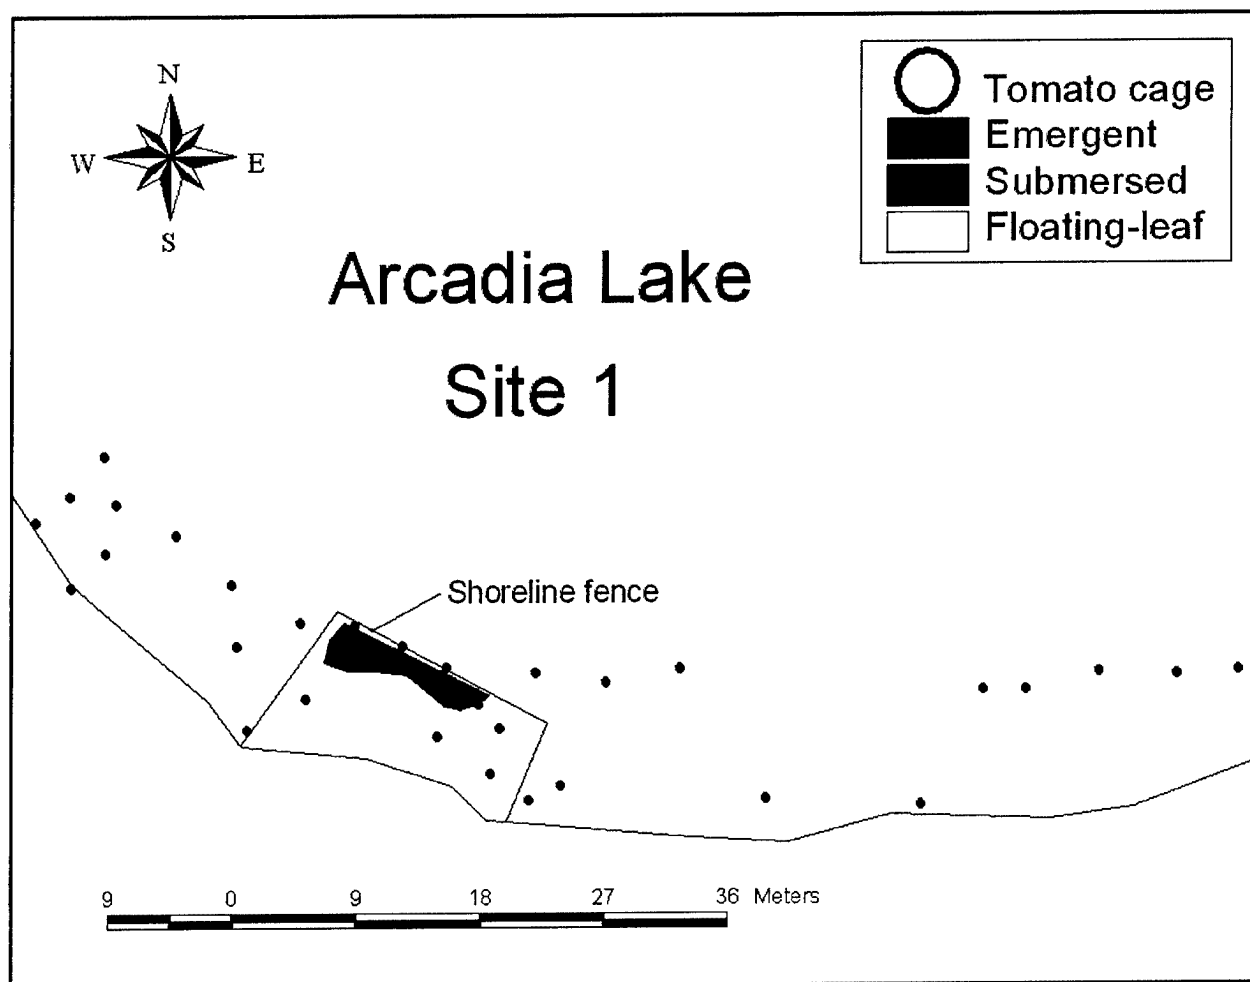 N
W E
S
Tomato cage
Emergent
Submersed
Floating-leaf
Arcadia Lake
Site 1
Shoreline fence
9 0 9 18 27 36 Meters